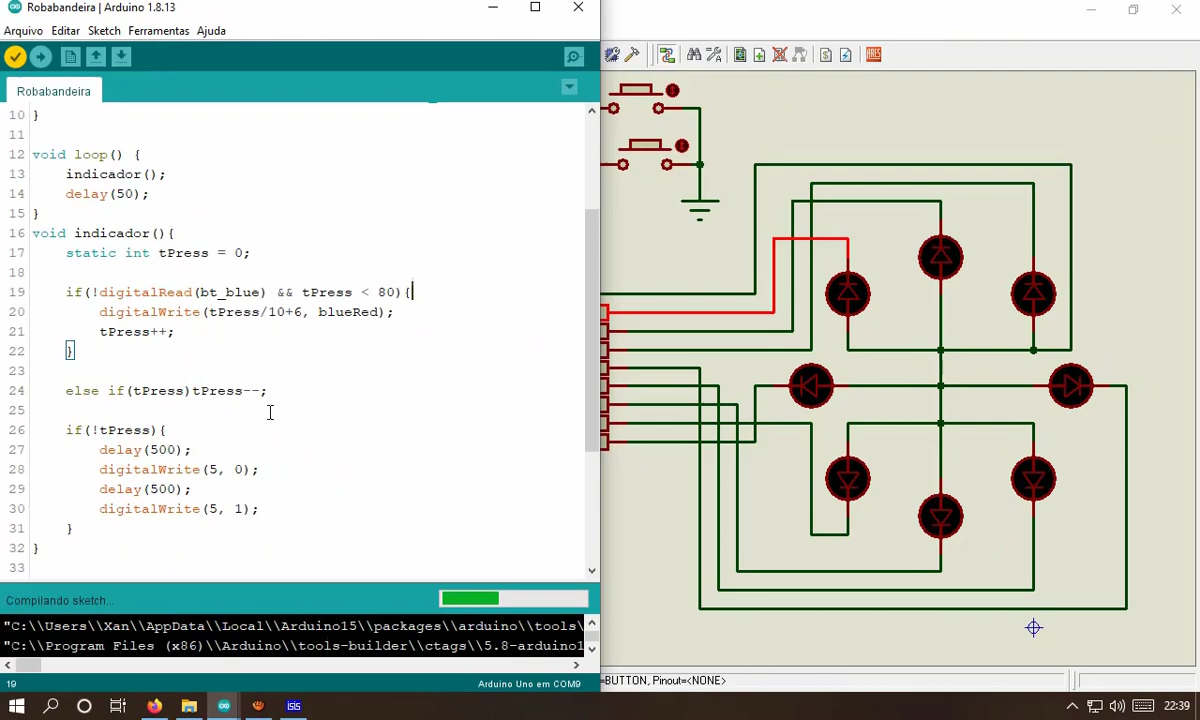 Robabandeira | Arduino 1.8.13
Arquivo Editar Sketch Ferramentas Ajuda
Robabandeira
10 }
11
12 void loop() {
13 indicador();
14 delay(50);
15 }
16 void indicador(){
17 static int tPress = 0;
18
19 if(!digitalRead(bt_blue) && tPress < 80){
20 digitalWrite(tPress/10+6, blueRed);
21 tPress++;
22 }
23
24 else if(tPress)tPress--;
25
26 if(!tPress){
27 delay(500);
28 digitalWrite(5, 0);
29 delay(500);
30 digitalWrite(5, 1);
31 }
32 }
33
Compilando sketch...
"C:\\Users\\Xan\\AppData\\Local\\Arduino15\\packages\\arduino\\tools\
"C:\\Program Files (x86)\\Arduino\\tools-builder\\ctags\\5.8-arduino1
19
Arduino Uno em COM9
=BUTTON, Pinout=<NONE>
ARES
ISIS
22:39